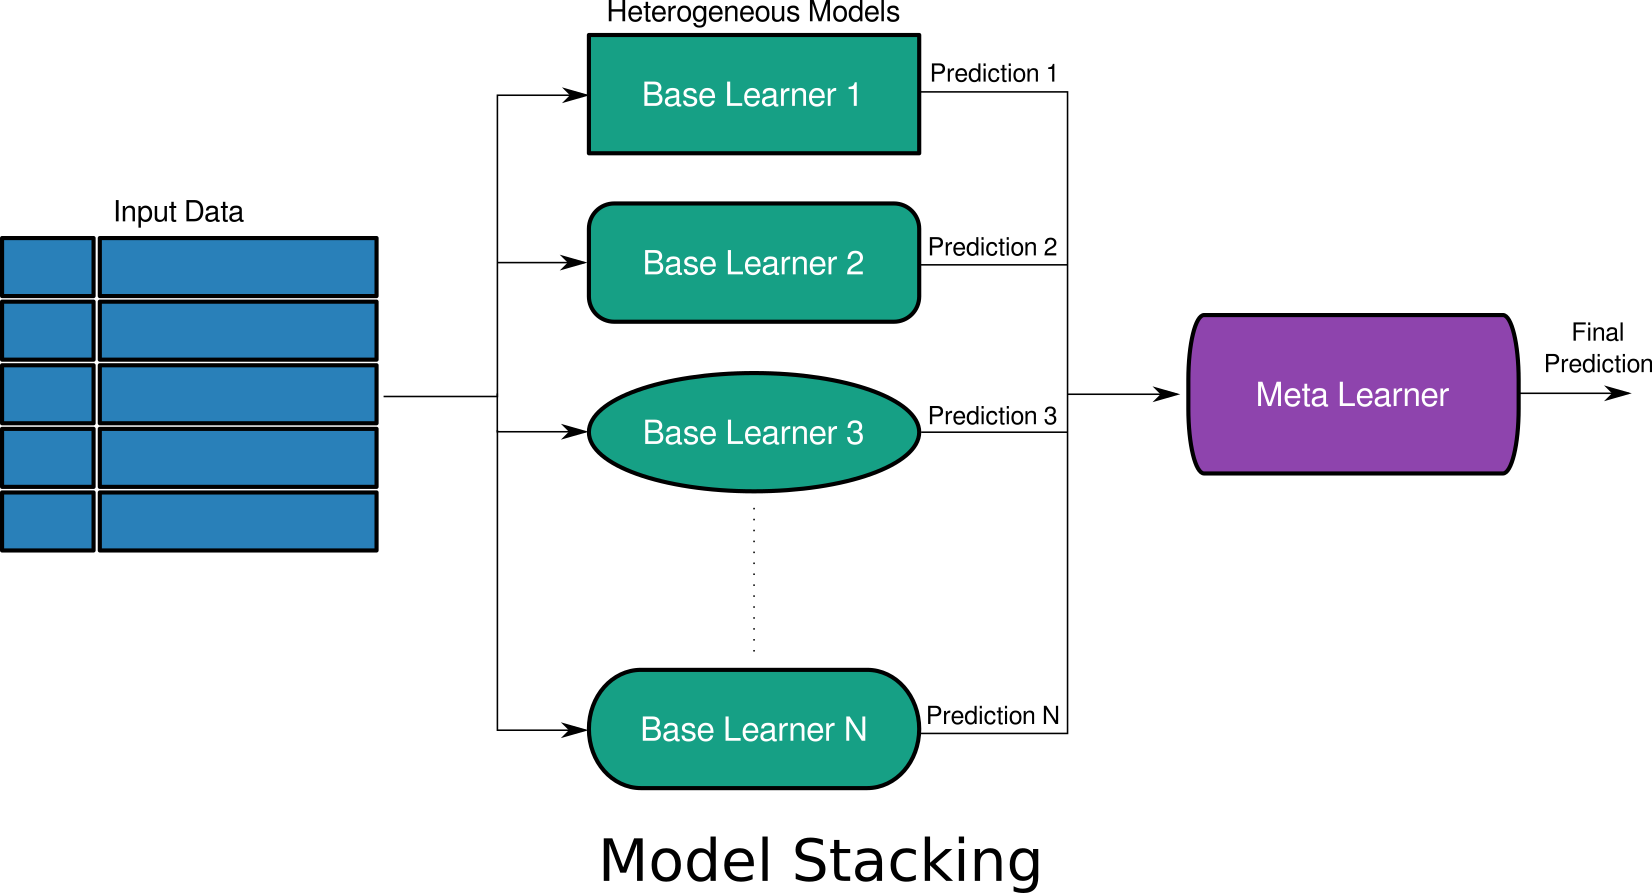 Heterogeneous Models
Base Learner 1
Prediction 1
Input Data
Base Learner 2
Prediction 2
Base Learner 3
Prediction 3
Meta Learner
Final
Prediction
Base Learner N
Prediction N
Model Stacking